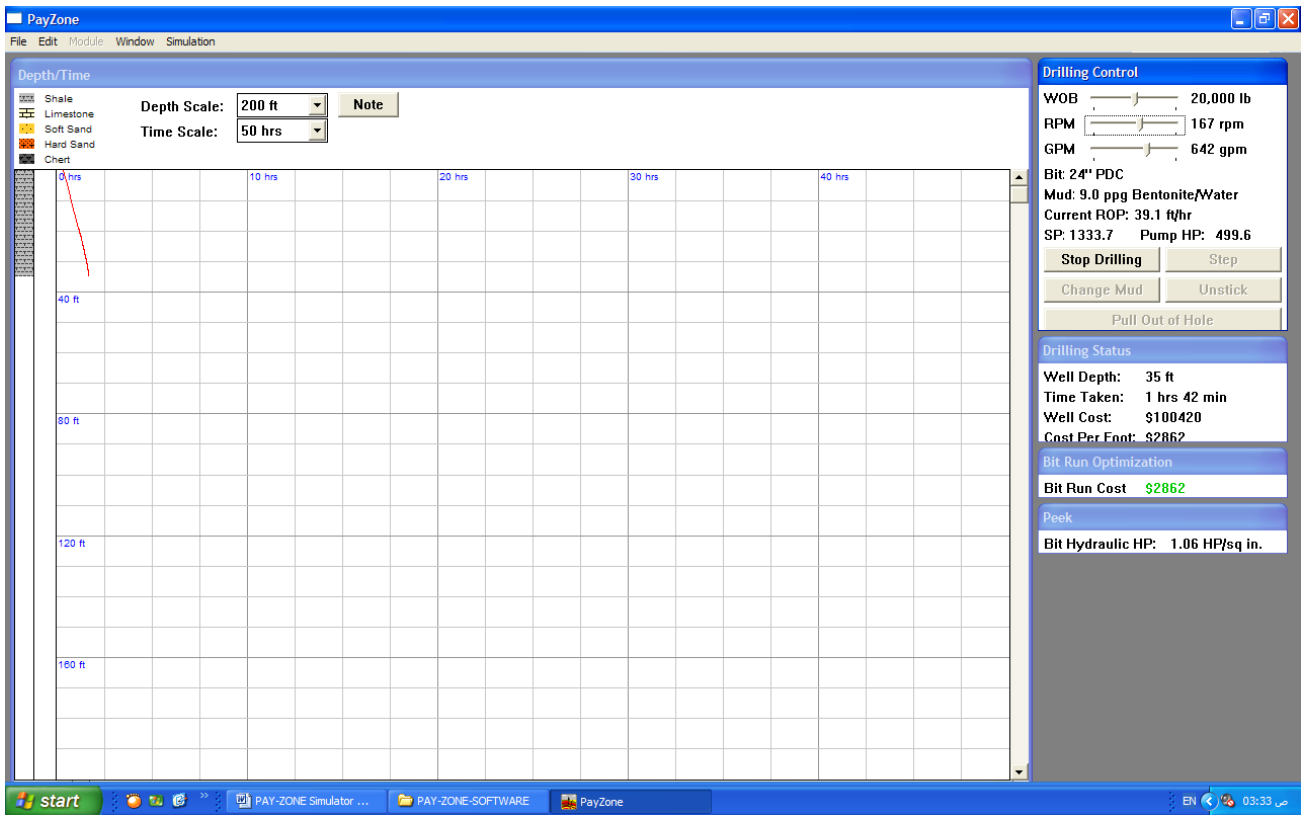 PayZone
File Edit Module Window Simulation
Depth/Time
Shale
Limestone
Soft Sand
Hard Sand
Chert
Depth Scale: 200 ft Note
Time Scale: 50 hrs
0 hrs 10 hrs 20 hrs 30 hrs 40 hrs
40 ft
80 ft
120 ft
160 ft
Drilling Control
WOB 20,000 lb
RPM 167 rpm
GPM 642 gpm
Bit: 24" PDC
Mud: 9.0 ppg Bentonite/Water
Current ROP: 39.1 ft/hr
SP: 1333.7 Pump HP: 499.6
Stop Drilling Step
Change Mud Unstick
Pull Out of Hole
Drilling Status
Well Depth: 35 ft
Time Taken: 1 hrs 42 min
Well Cost: $100420
Cost Per Foot: $2862
Bit Run Optimization
Bit Run Cost $2862
Peek
Bit Hydraulic HP: 1.06 HP/sq in.
start » PAY-ZONE Simulator ... PAY-ZONE-SOFTWARE PayZone EN 03:33 ص